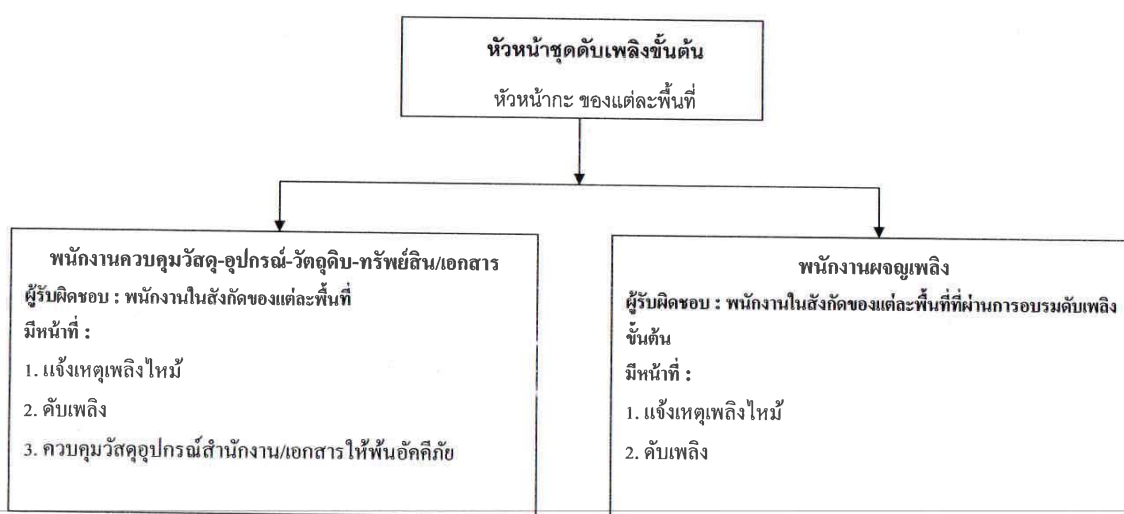 หัวหน้าชุดดับเพลิงขั้นต้น
หัวหน้ากะ ของแต่ละพื้นที่
พนักงานควบคุมวัสดุ-อุปกรณ์-วัตถุดิบ-ทรัพย์สิน/เอกสาร
ผู้รับผิดชอบ : พนักงานในสังกัดของแต่ละพื้นที่
มีหน้าที่ :
1. แจ้งเหตุเพลิงไหม้
2. ดับเพลิง
3. ควบคุมวัสดุอุปกรณ์สำนักงาน/เอกสารให้พ้นอัคคีภัย
พนักงานผจญเพลิง
ผู้รับผิดชอบ : พนักงานในสังกัดของแต่ละพื้นที่ที่ผ่านการอบรมดับเพลิง
ขั้นต้น
มีหน้าที่ :
1. แจ้งเหตุเพลิงไหม้
2. ดับเพลิง